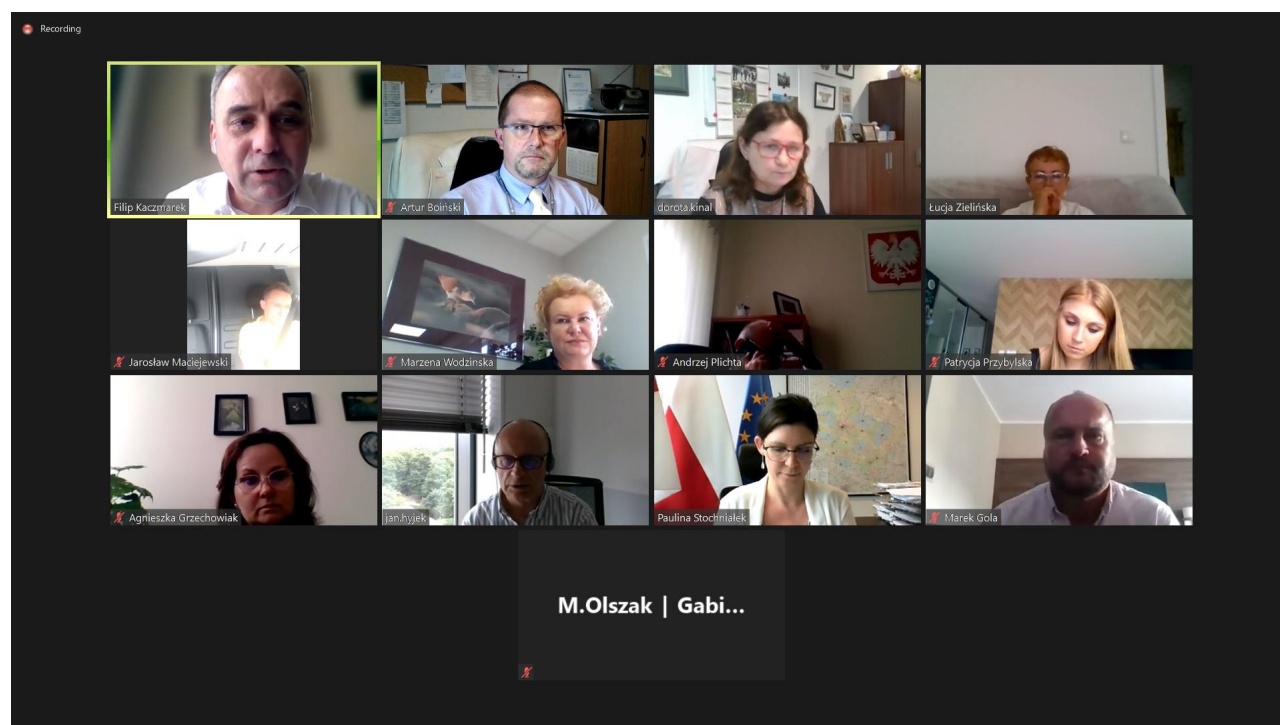 Recording
Filip Kaczmarek
Artur Boiński
dorota.kinal
Łucja Zielińska
Jarosław Maciejewski
Marzena Wodzinska
Andrzej Plichta
Patrycja Przybylska
Agnieszka Grzechowiak
jan.hyjek
Paulina Stochniałek
Marek Gola
M.Olszak | Gabi...